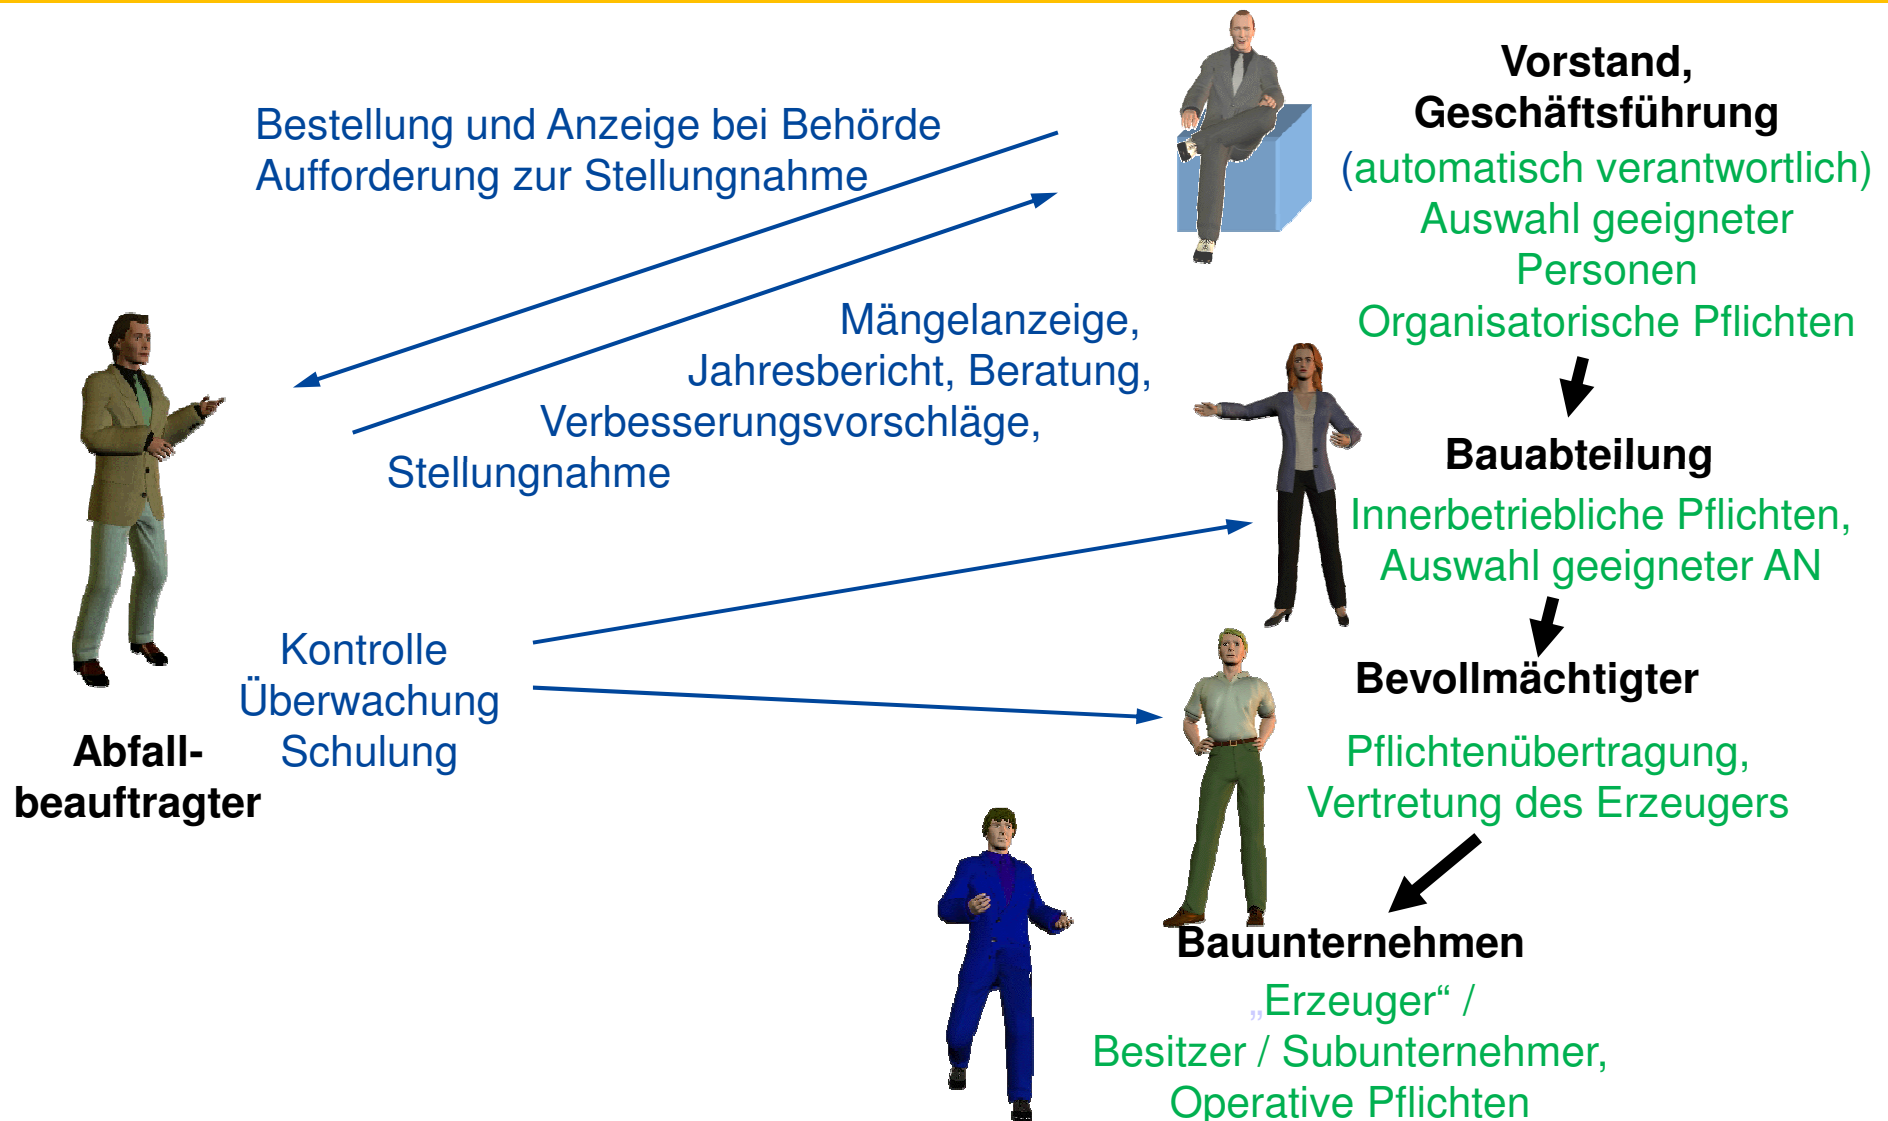 Bestellung und Anzeige bei Behörde
Aufforderung zur Stellungnahme
Vorstand,
Geschäftsführung
(automatisch verantwortlich)
Auswahl geeigneter
Personen
Organisatorische Pflichten
Mängelanzeige,
Jahresbericht, Beratung,
Verbesserungsvorschläge,
Stellungnahme
Bauabteilung
Innerbetriebliche Pflichten,
Auswahl geeigneter AN
Kontrolle
Überwachung
Schulung
Abfall-
beauftragter
Bevollmächtigter
Pflichtenübertragung,
Vertretung des Erzeugers
Bauunternehmen
„Erzeuger“ /
Besitzer / Subunternehmer,
Operative Pflichten